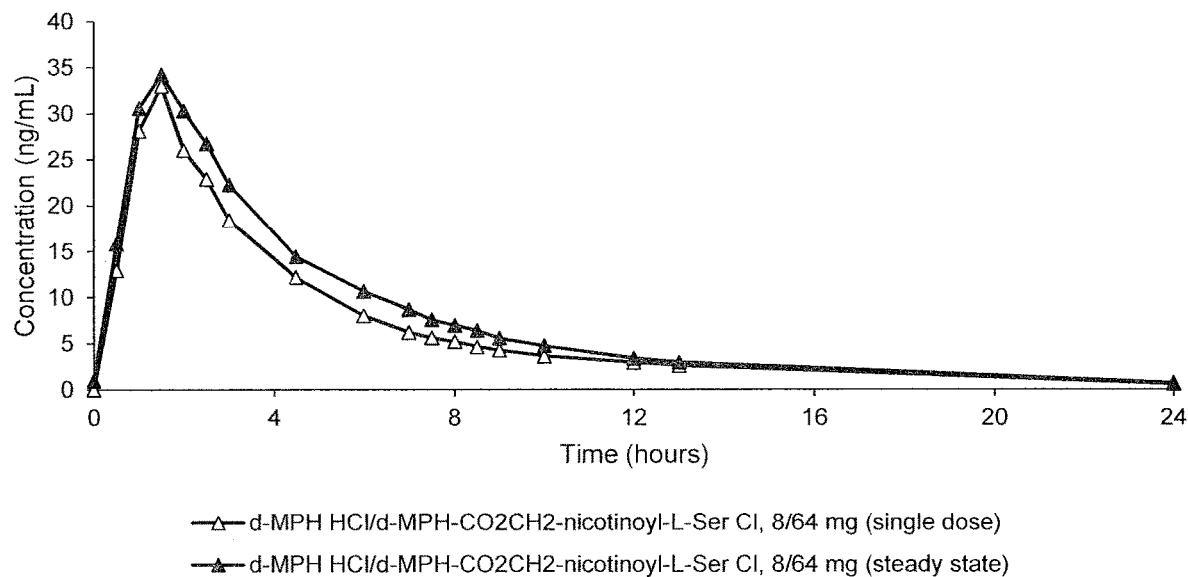 40
35
30
25
20
15
10
5
0
Concentration (ng/mL)
0 4 8 12 16 20 24
Time (hours)
d-MPH HCl/d-MPH-CO2CH2-nicotinoyl-L-Ser Cl, 8/64 mg (single dose)
d-MPH HCl/d-MPH-CO2CH2-nicotinoyl-L-Ser Cl, 8/64 mg (steady state)